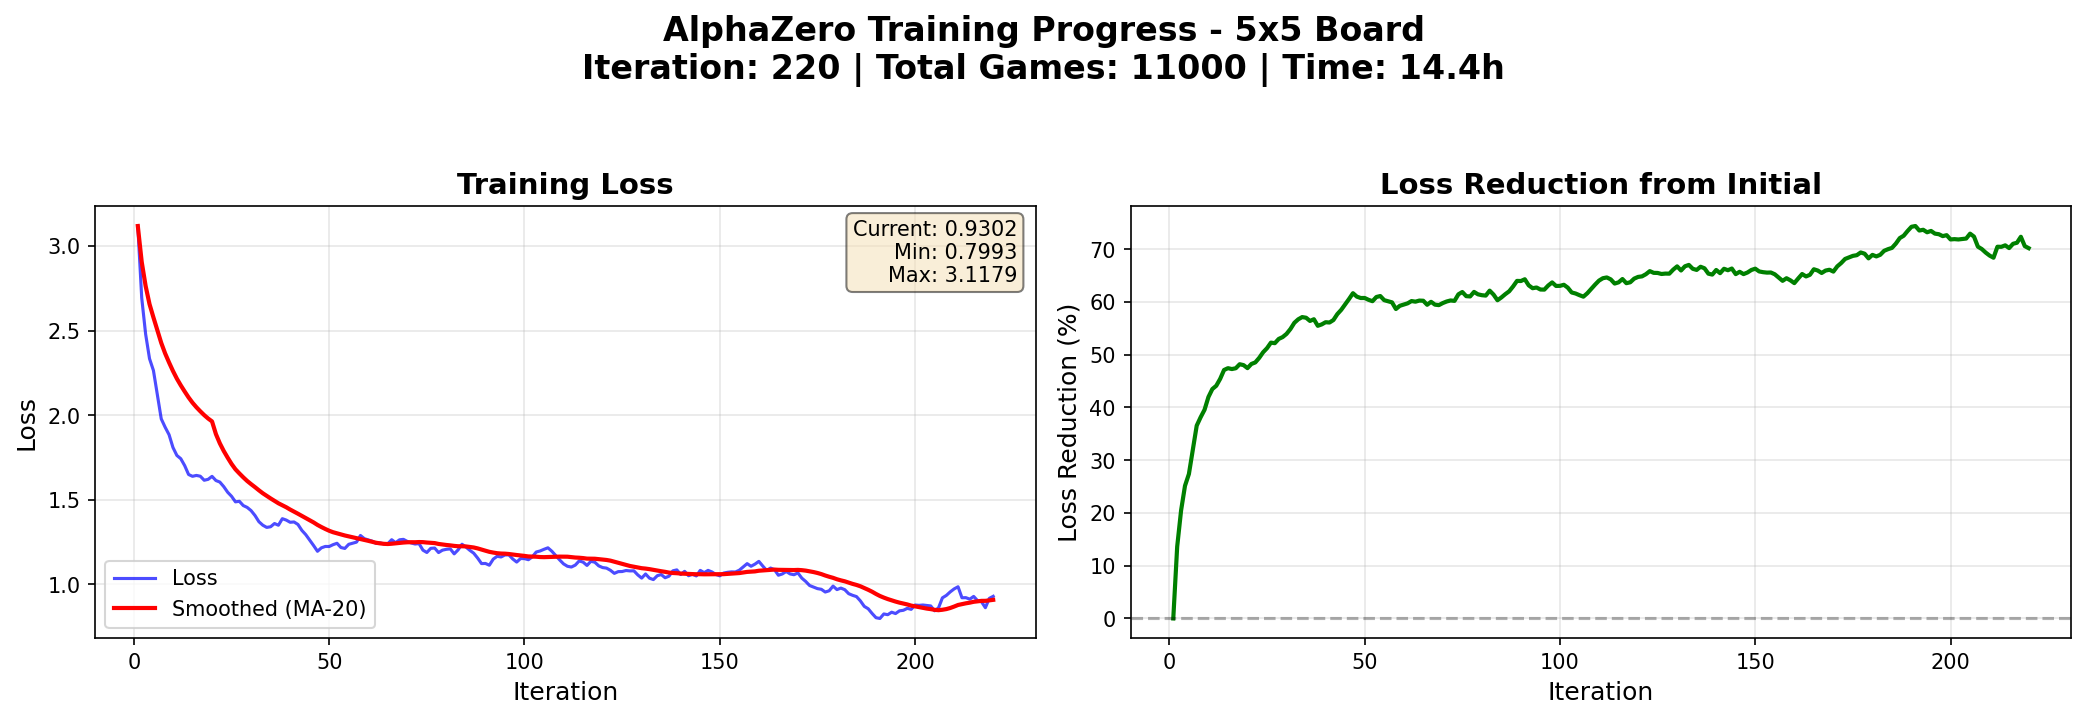 AlphaZero Training Progress - 5x5 Board
Iteration: 220 | Total Games: 11000 | Time: 14.4h
Training Loss
Current: 0.9302
Min: 0.7993
Max: 3.1179
3.0
2.5
2.0
1.5
1.0
Loss
Loss
Smoothed (MA-20)
0
50
100
150
200
Iteration
Loss Reduction from Initial
70
60
50
40
30
20
10
0
Loss Reduction (%)
0
50
100
150
200
Iteration